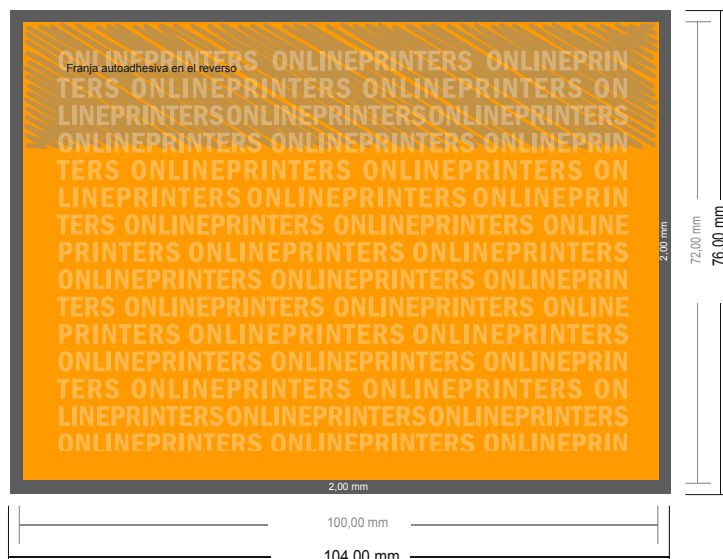 ONLINEPRINTERS ONLINEPRINTERS ONLINEPRIN
Franja autoadhesiva en el reverso
TERS ONLINEPRINTERS ONLINEPRINTERS ON
LINEPRINTERSONLINEPRINTERSONLINEPRINTERS
ONLINEPRINTERS ONLINEPRINTERS ONLINEPRIN
TERS ONLINEPRINTERS ONLINEPRINTERS ON
LINEPRINTERS ONLINEPRINTERS ONLINEPRIN
TERS ONLINEPRINTERS ONLINEPRINTERS ONLINE
PRINTERS ONLINEPRINTERS ONLINEPRINTERS
ONLINEPRINTERS ONLINEPRINTERS ONLINEPRIN
TERS ONLINEPRINTERS ONLINEPRINTERS ONLINE
PRINTERS ONLINEPRINTERS ONLINEPRINTERS
ONLINEPRINTERS ONLINEPRINTERS ONLINEPRIN
TERS ONLINEPRINTERS ONLINEPRINTERS ON
LINEPRINTERSONLINEPRINTERSONLINEPRINTERS
ONLINEPRINTERS ONLINEPRINTERS ONLINEPRIN
2,00 mm
72,00 mm
76,00 mm
2,00 mm
100,00 mm
104,00 mm